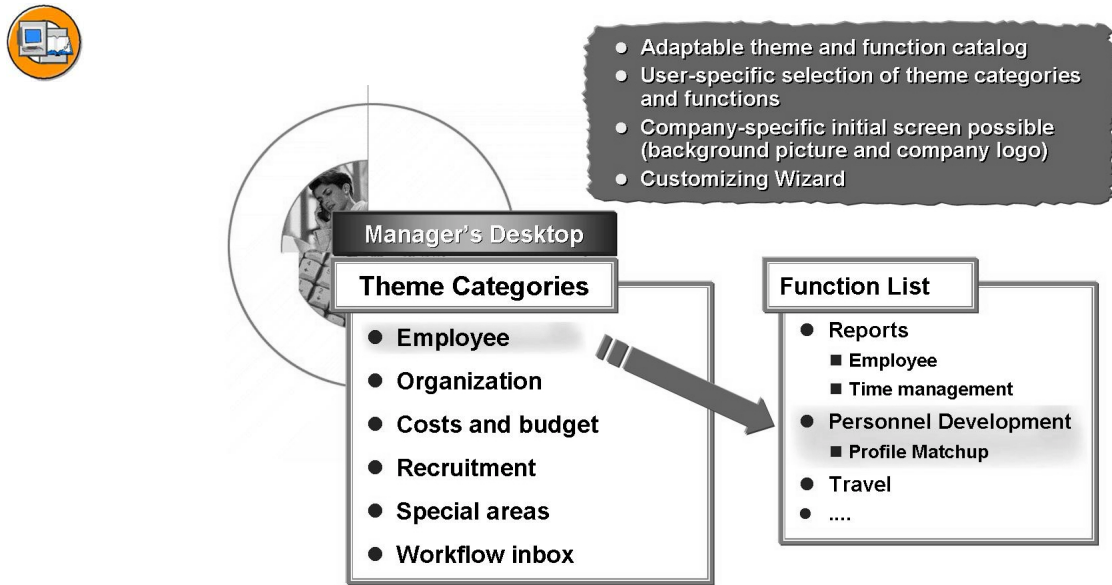 ● Adaptable theme and function catalog
● User-specific selection of theme categories
and functions
● Company-specific initial screen possible
(background picture and company logo)
● Customizing Wizard
Manager's Desktop
Theme Categories
● Employee
● Organization
● Costs and budget
● Recruitment
● Special areas
● Workflow inbox
Function List
● Reports
■ Employee
■ Time management
● Personnel Development
■ Profile Matchup
● Travel
● ....